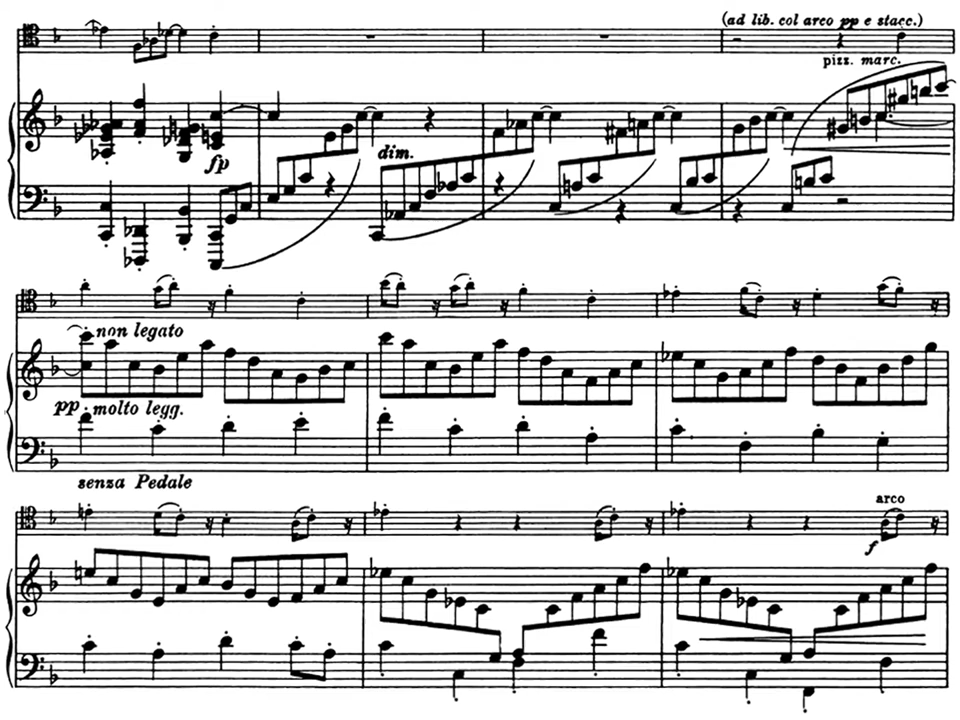 (ad lib. col arco pp e stacc.)
pizz. marc.
fp
dim.
non legato
pp molto legg.
senza Pedale
arco
f